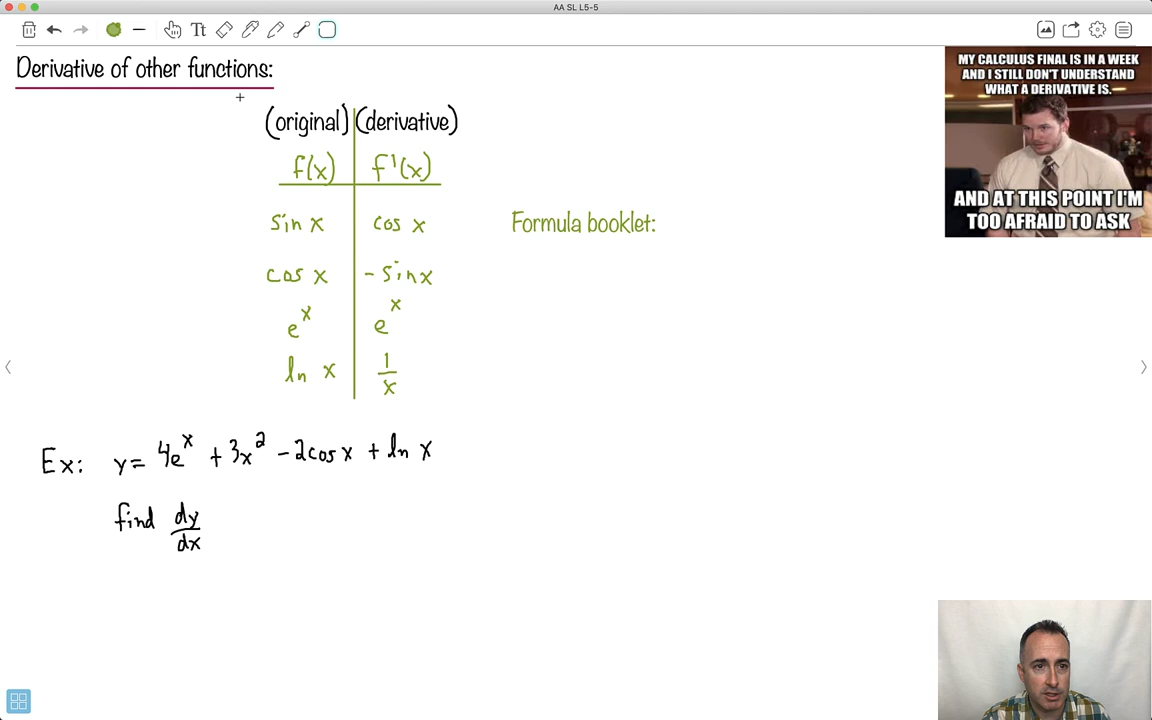 AA SL L5-5
Tt
Derivative of other functions:
(original) (derivative)
f(x) f'(x)
sin x cos x
cos x - sin x
e^x e^x
ln x 1/x
Formula booklet:
MY CALCULUS FINAL IS IN A WEEK
AND I STILL DON'T UNDERSTAND
WHAT A DERIVATIVE IS.
AND AT THIS POINT I'M
TOO AFRAID TO ASK
Ex: y= 4e^x + 3x^2 - 2cos x + ln x
find dy/dx